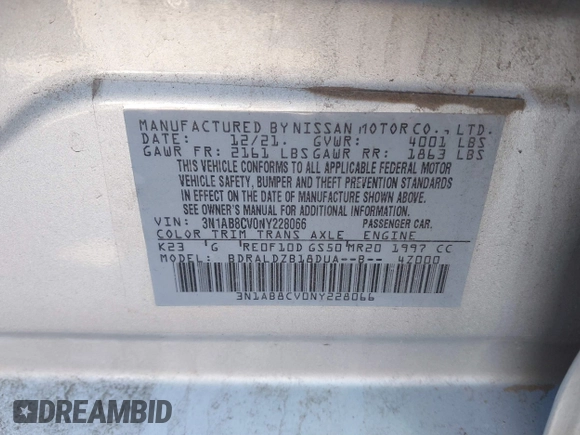 MANUFACTURED BY NISSAN MOTOR CO., LTD.
DATE: 12/21. GVWR: 4001 LBS
GAWR FR: 2161 LBS GAWR RR: 1863 LBS
THIS VEHICLE CONFORMS TO ALL APPLICABLE FEDERAL MOTOR
VEHICLE SAFETY, BUMPER AND THEFT PREVENTION STANDARDS
IN EFFECT ON THE DATE OF MANUFACTURE SHOWN ABOVE.
SEE OWNER'S MANUAL FOR ADDITIONAL INFORMATION.
VIN: 3N1AB8CV0NY228066 PASSENGER CAR.
COLOR TRIM TRANS AXLE ENGINE
K23 G RE0F10D GS50 MR20 1997 CC
MODEL: BDRALDZB18DUA--B-- 47000
3N1AB8CV0NY228066
DREAMBID